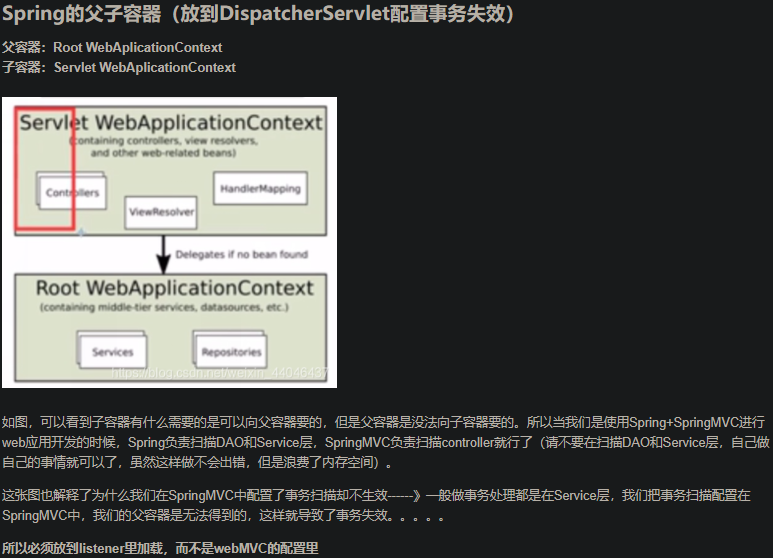 Spring的父子容器（放到DispatcherServlet配置事务失效）
父容器：Root WebAplicationContext
子容器：Servlet WebAplicationContext
Servlet WebApplicationContext
(containing controllers, view resolvers,
and other web-related beans)
Controllers
HandlerMapping
ViewResolver
Delegates if no bean found
Root WebApplicationContext
(containing middle-tier services, datasources, etc.)
Services
Repositories
https://blog.csdn.net/weixin_44046437
如图，可以看到子容器有什么需要的是可以向父容器要的，但是父容器是没法向子容器要的。所以当我们是使用Spring+SpringMVC进行
web应用开发的时候，Spring负责扫描DAO和Service层，SpringMVC负责扫描controller就行了（请不要在扫描DAO和Service层，自己做
自己的事情就可以了，虽然这样做不会出错，但是浪费了内存空间）。
这张图也解释了为什么我们在SpringMVC中配置了事务扫描却不生效------》一般做事务处理都是在Service层，我们把事务扫描配置在
SpringMVC中，我们的父容器是无法得到的，这样就导致了事务失效。。。。。
所以必须放到listener里加载，而不是webMVC的配置里